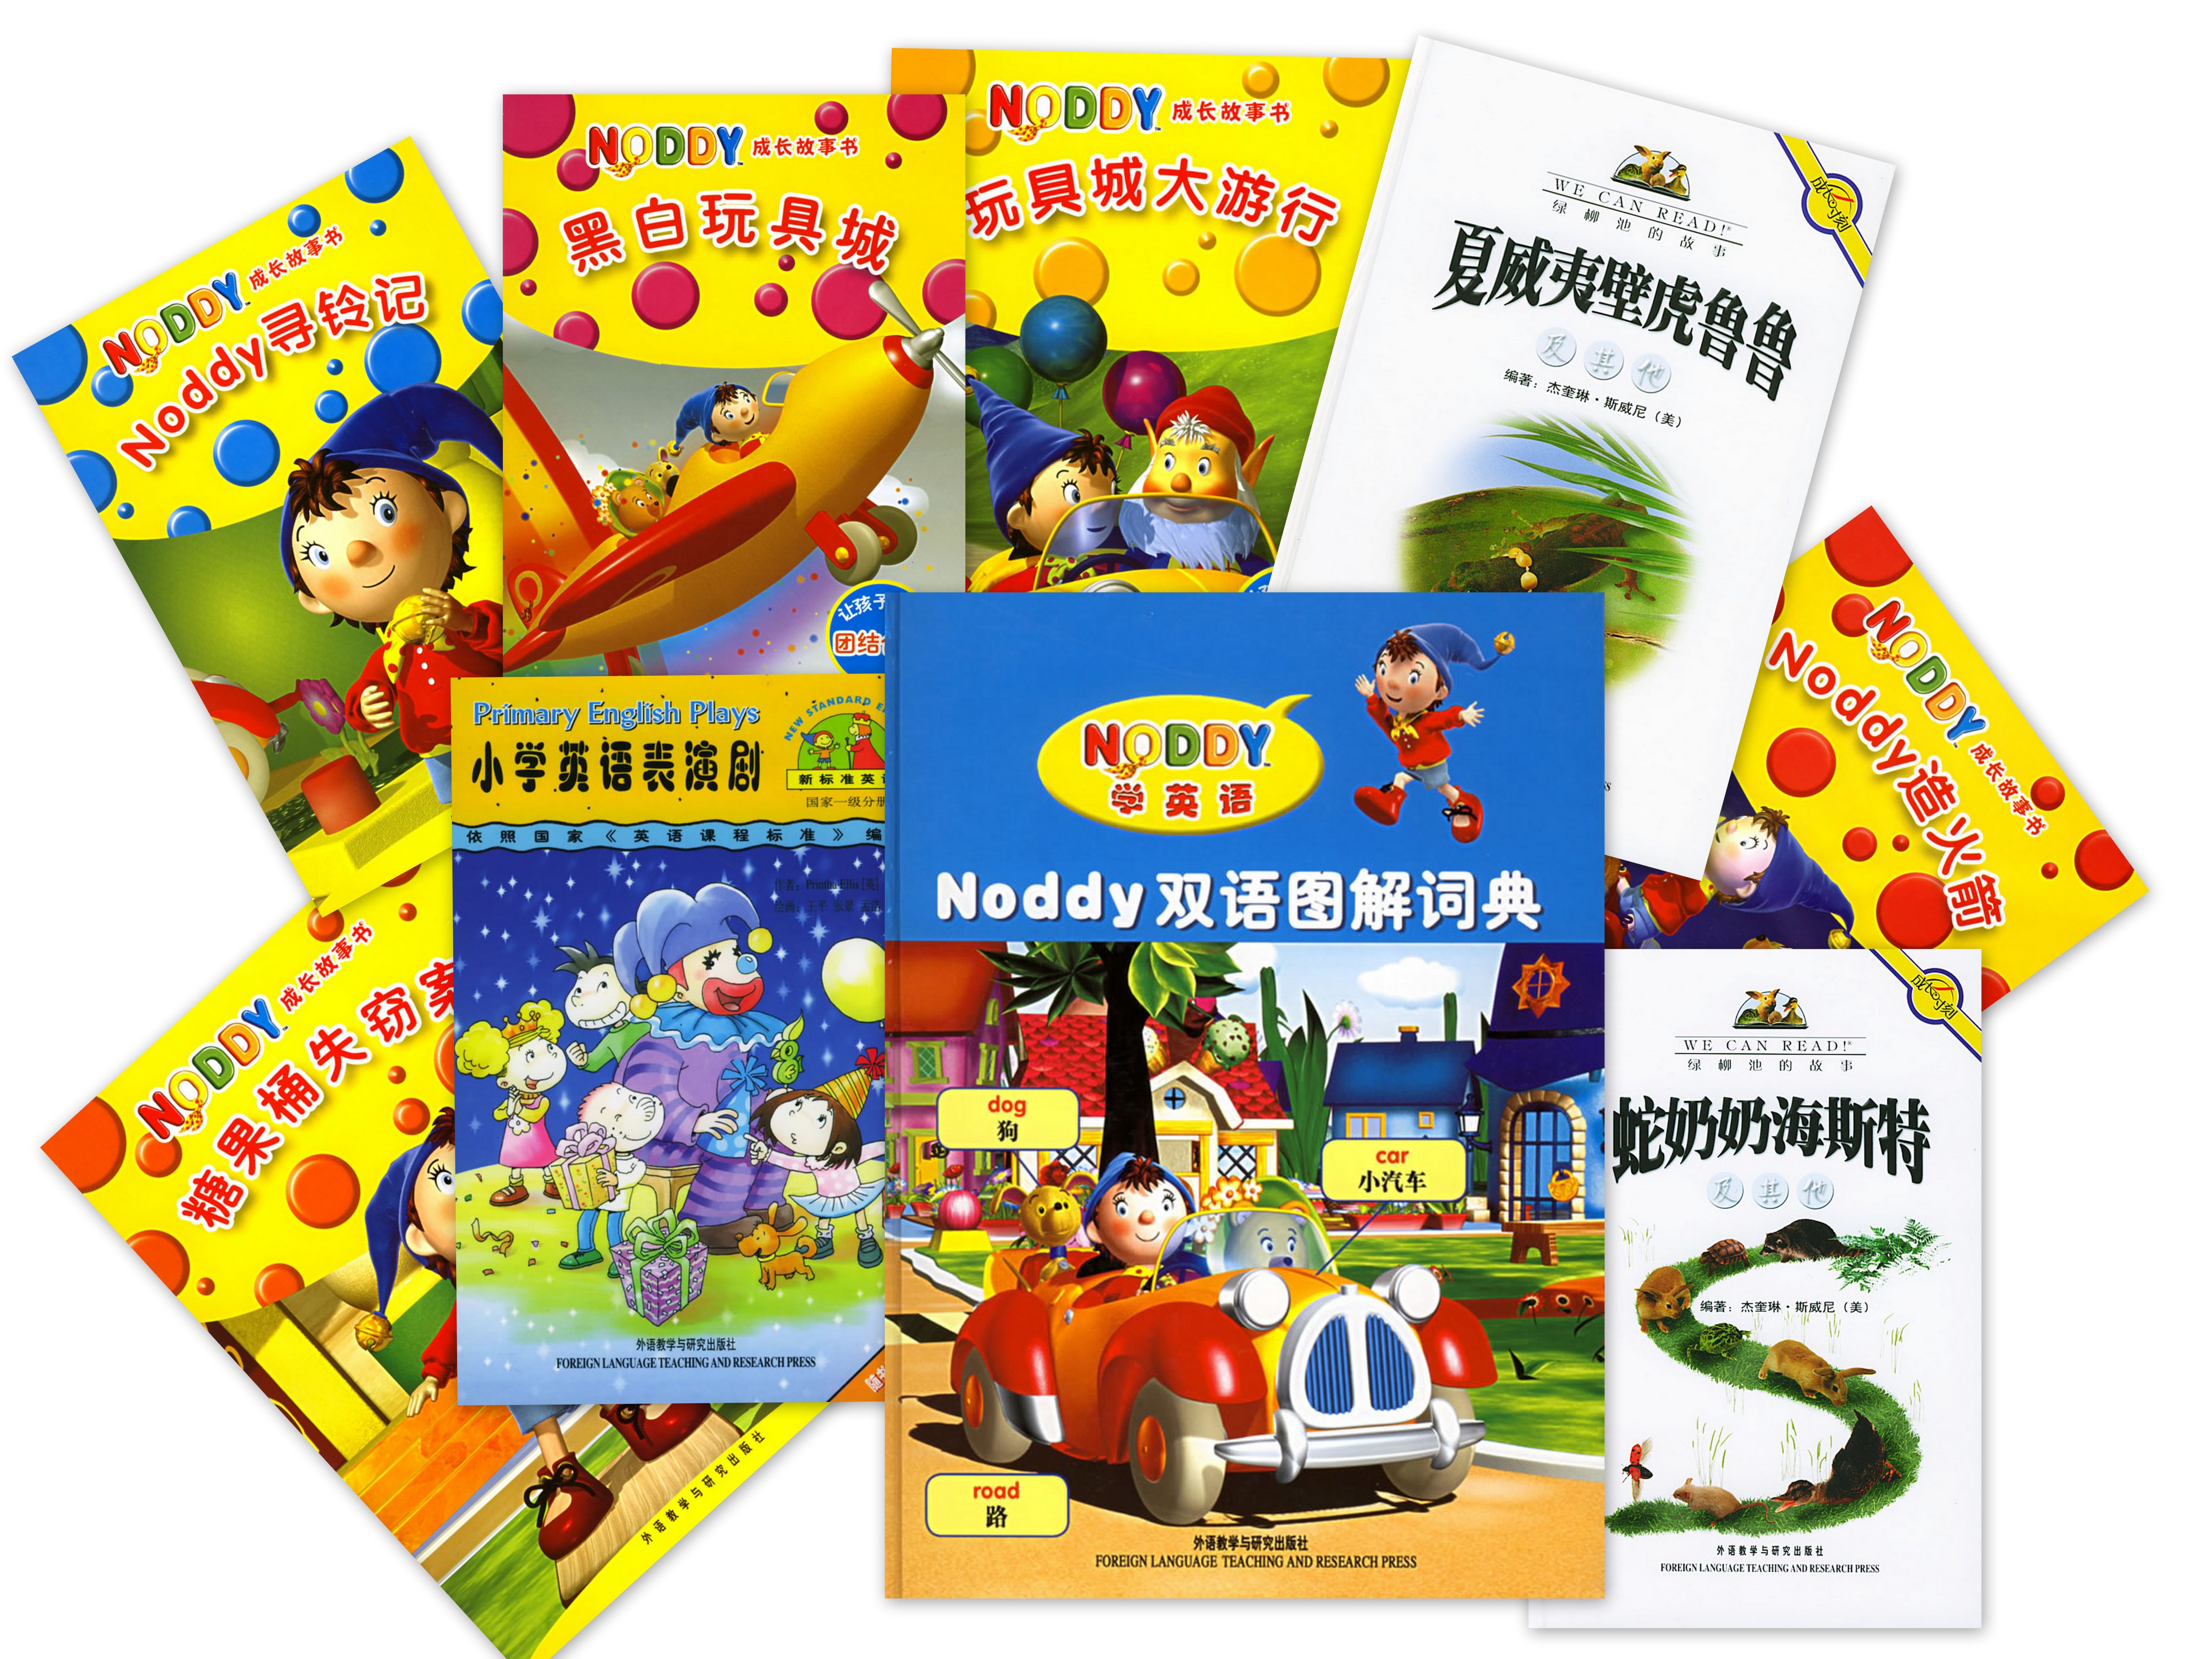 NODDY 成长故事书
Noddy寻铃记
NODDY 成长故事书
黑白玩具城
让孩子
团结
NODDY 成长故事书
玩具城大游行
成长时刻
WE CAN READ!
绿柳池的故事
夏威夷壁虎鲁鲁
及其他
编著：杰奎琳·斯威尼（美）
NODDY 成长故事书
Noddy造火箭
NODDY 成长故事书
糖果桶失窃案
外语教学与研究出版社
Primary English Plays
小学英语表演剧
NEW STANDARD E
新标准英语
国家一级分册
依照国家《英语课程标准》编
外语教学与研究出版社
FOREIGN LANGUAGE TEACHING AND RESEARCH PRESS
NODDY
学英语
Noddy双语图解词典
dog
狗
car
小汽车
road
路
外语教学与研究出版社
FOREIGN LANGUAGE TEACHING AND RESEARCH PRESS
成长时刻
WE CAN READ!
绿柳池的故事
蛇奶奶海斯特
及其他
编著：杰奎琳·斯威尼（美）
外语教学与研究出版社
FOREIGN LANGUAGE TEACHING AND RESEARCH PRESS